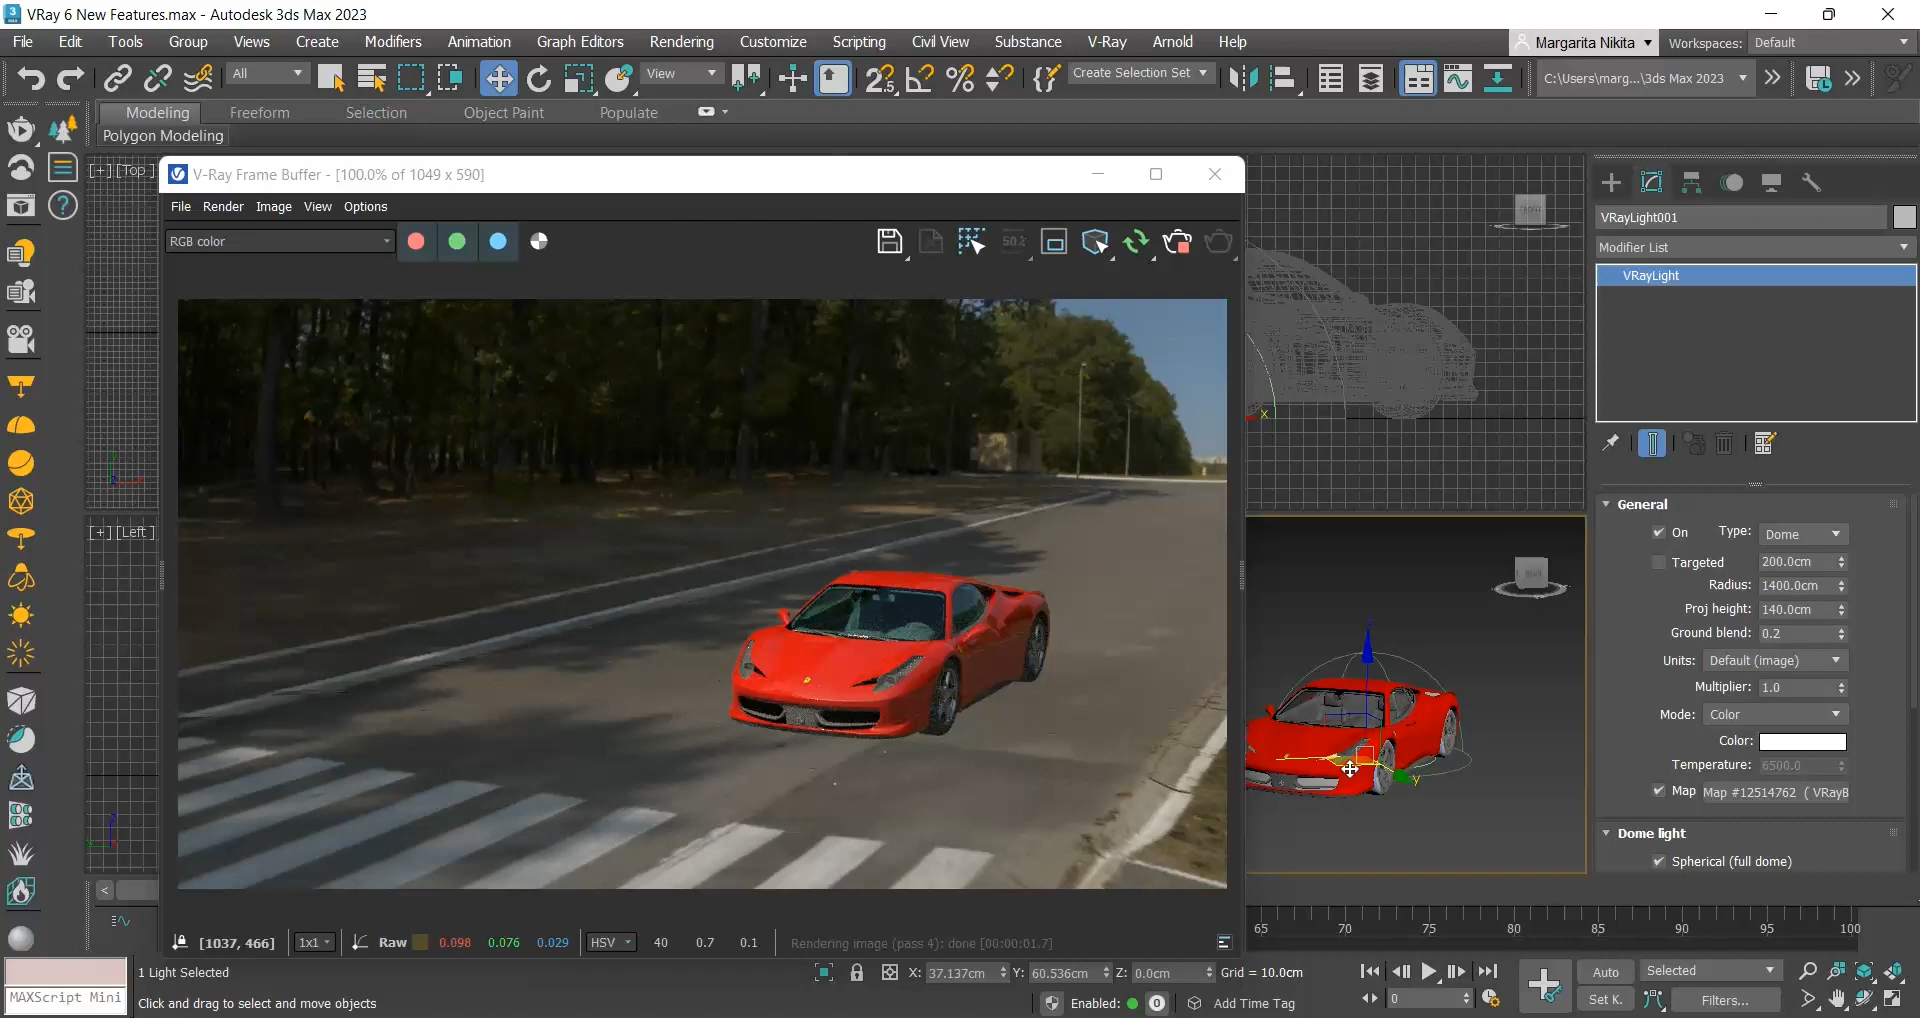 VRay 6 New Features.max - Autodesk 3ds Max 2023
File Edit Tools Group Views Create Modifiers Animation Graph Editors Rendering Customize Scripting Civil View Substance V-Ray Arnold Help
Margarita Nikita Workspaces: Default
All View Create Selection Set C:\Users\marg...\3ds Max 2023
Modeling Freeform Selection Object Paint Populate
Polygon Modeling
[+] [Top ]
V-Ray Frame Buffer - [100.0% of 1049 x 590]
File Render Image View Options
RGB color
50%
FRONT
VRayLight001
Modifier List
VRayLight
x
[+] [Left ]
General
On Type: Dome
Targeted 200.0cm
Radius: 1400.0cm
Proj height: 140.0cm
Ground blend: 0.2
Units: Default (image)
Multiplier: 1.0
Mode: Color
Color:
Temperature: 6500.0
Map Map #12514762 ( VRayB
y
Dome light
Spherical (full dome)
<
65 70 75 80 85 90 95 100
[1037, 466] 1x1 Raw 0.098 0.076 0.029 HSV 40 0.7 0.1 Rendering image (pass 4): done [00:00:01.7]
1 Light Selected X: 37.137cm Y: 60.536cm Z: 0.0cm Grid = 10.0cm
Auto Selected
MAXScript Mini
Click and drag to select and move objects Enabled: 0 Add Time Tag 0 Set K. Filters...